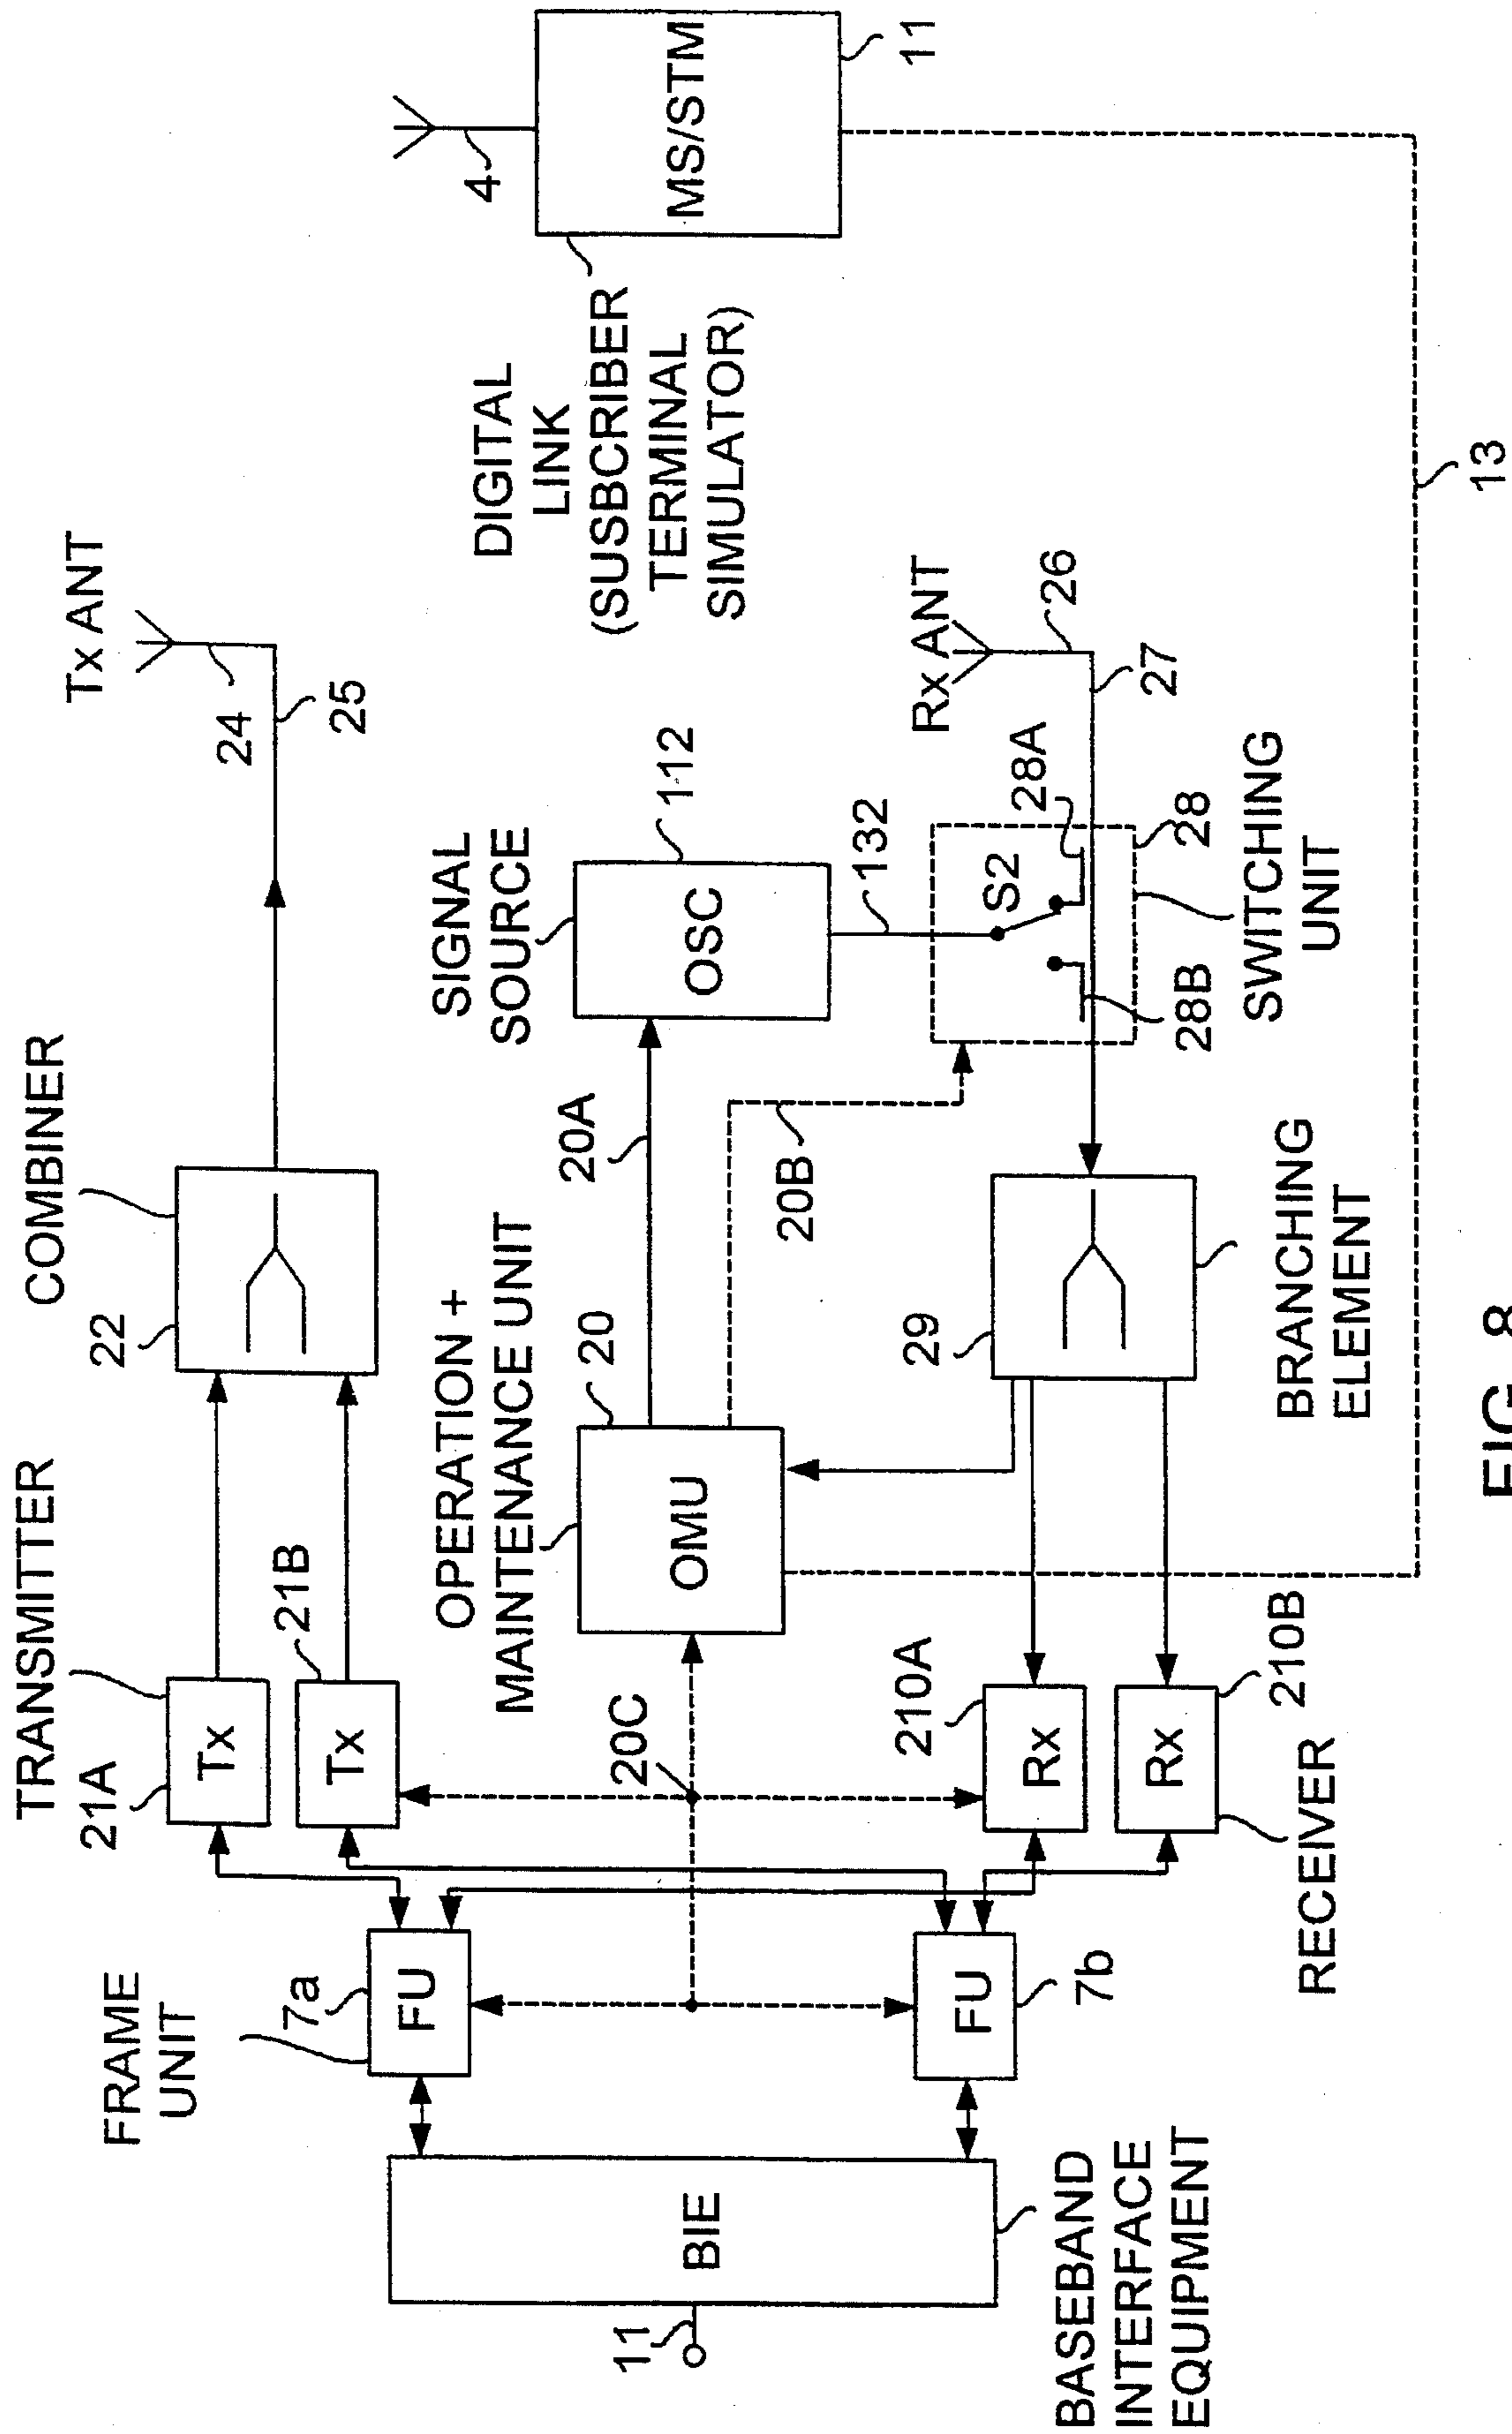 TRANSMITTER
21A
Tx
21B
Tx
COMBINER
22
Tx ANT
24
25
FRAME
UNIT
7a
FU
FU
7b
11
BIE
BASEBAND
INTERFACE
EQUIPMENT
OPERATION +
MAINTENANCE UNIT
20
OMU
20A
20B
20C
SIGNAL
SOURCE
OSC
112
132
S2
28A
28B
28
SWITCHING
UNIT
Rx ANT
26
27
29
BRANCHING
ELEMENT
210A
Rx
Rx
210B
RECEIVER
DIGITAL
LINK
(SUSBCRIBER
TERMINAL
SIMULATOR)
4
MS/STM
11
13
FIG. 8